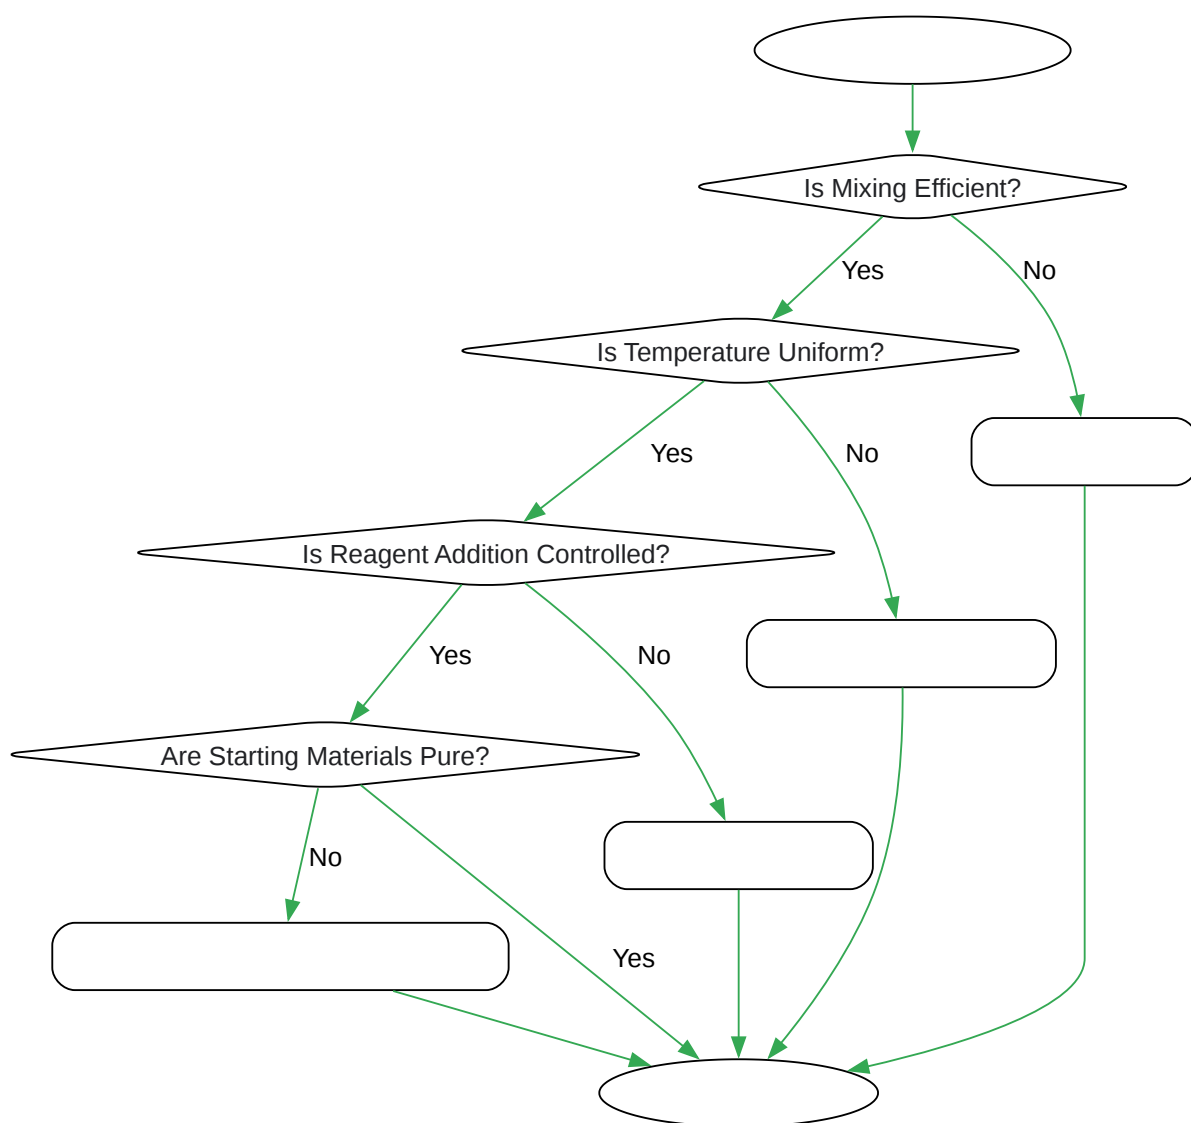 Is Mixing Efficient?
Yes
No
Is Temperature Uniform?
Yes
No
Is Reagent Addition Controlled?
Yes
No
Are Starting Materials Pure?
No
Yes